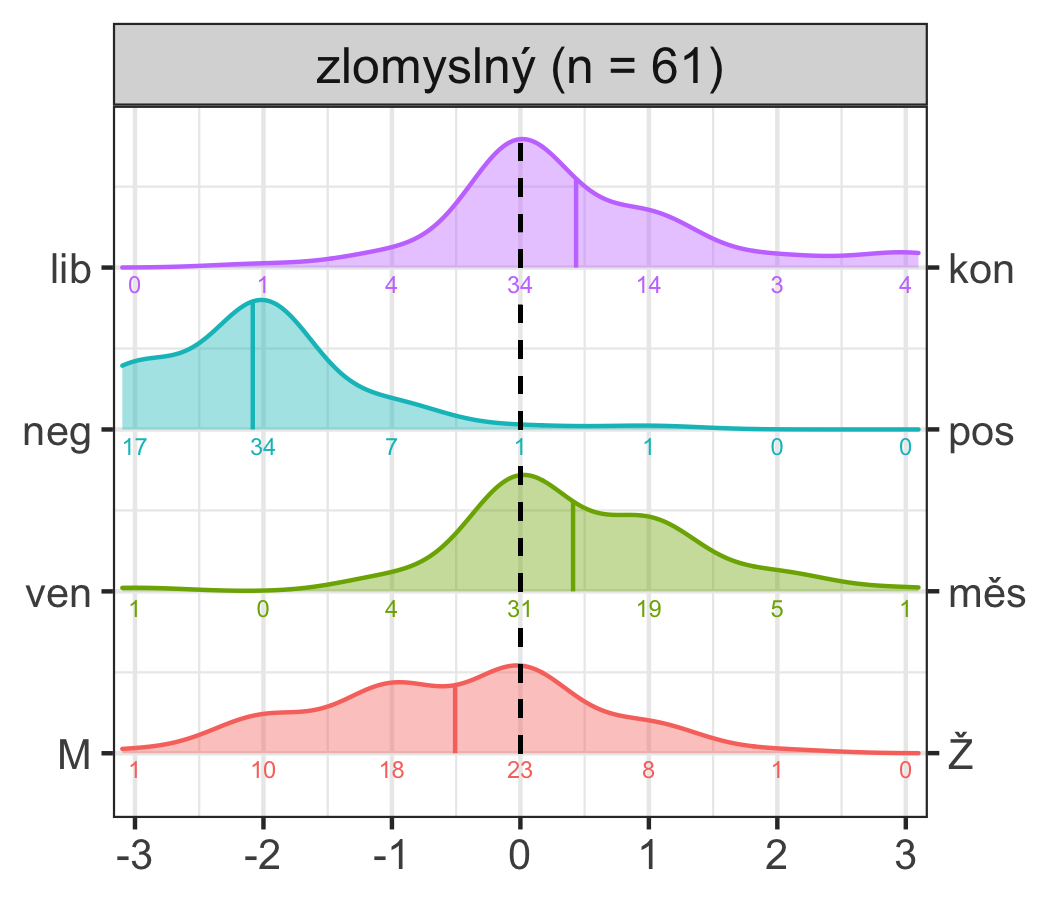 zlomyslný (n = 61)
lib kon
0 1 4 34 14 3 4
neg pos
17 34 7 1 1 0 0
ven měs
1 0 4 31 19 5 1
M Ž
1 10 18 23 8 1 0
-3 -2 -1 0 1 2 3